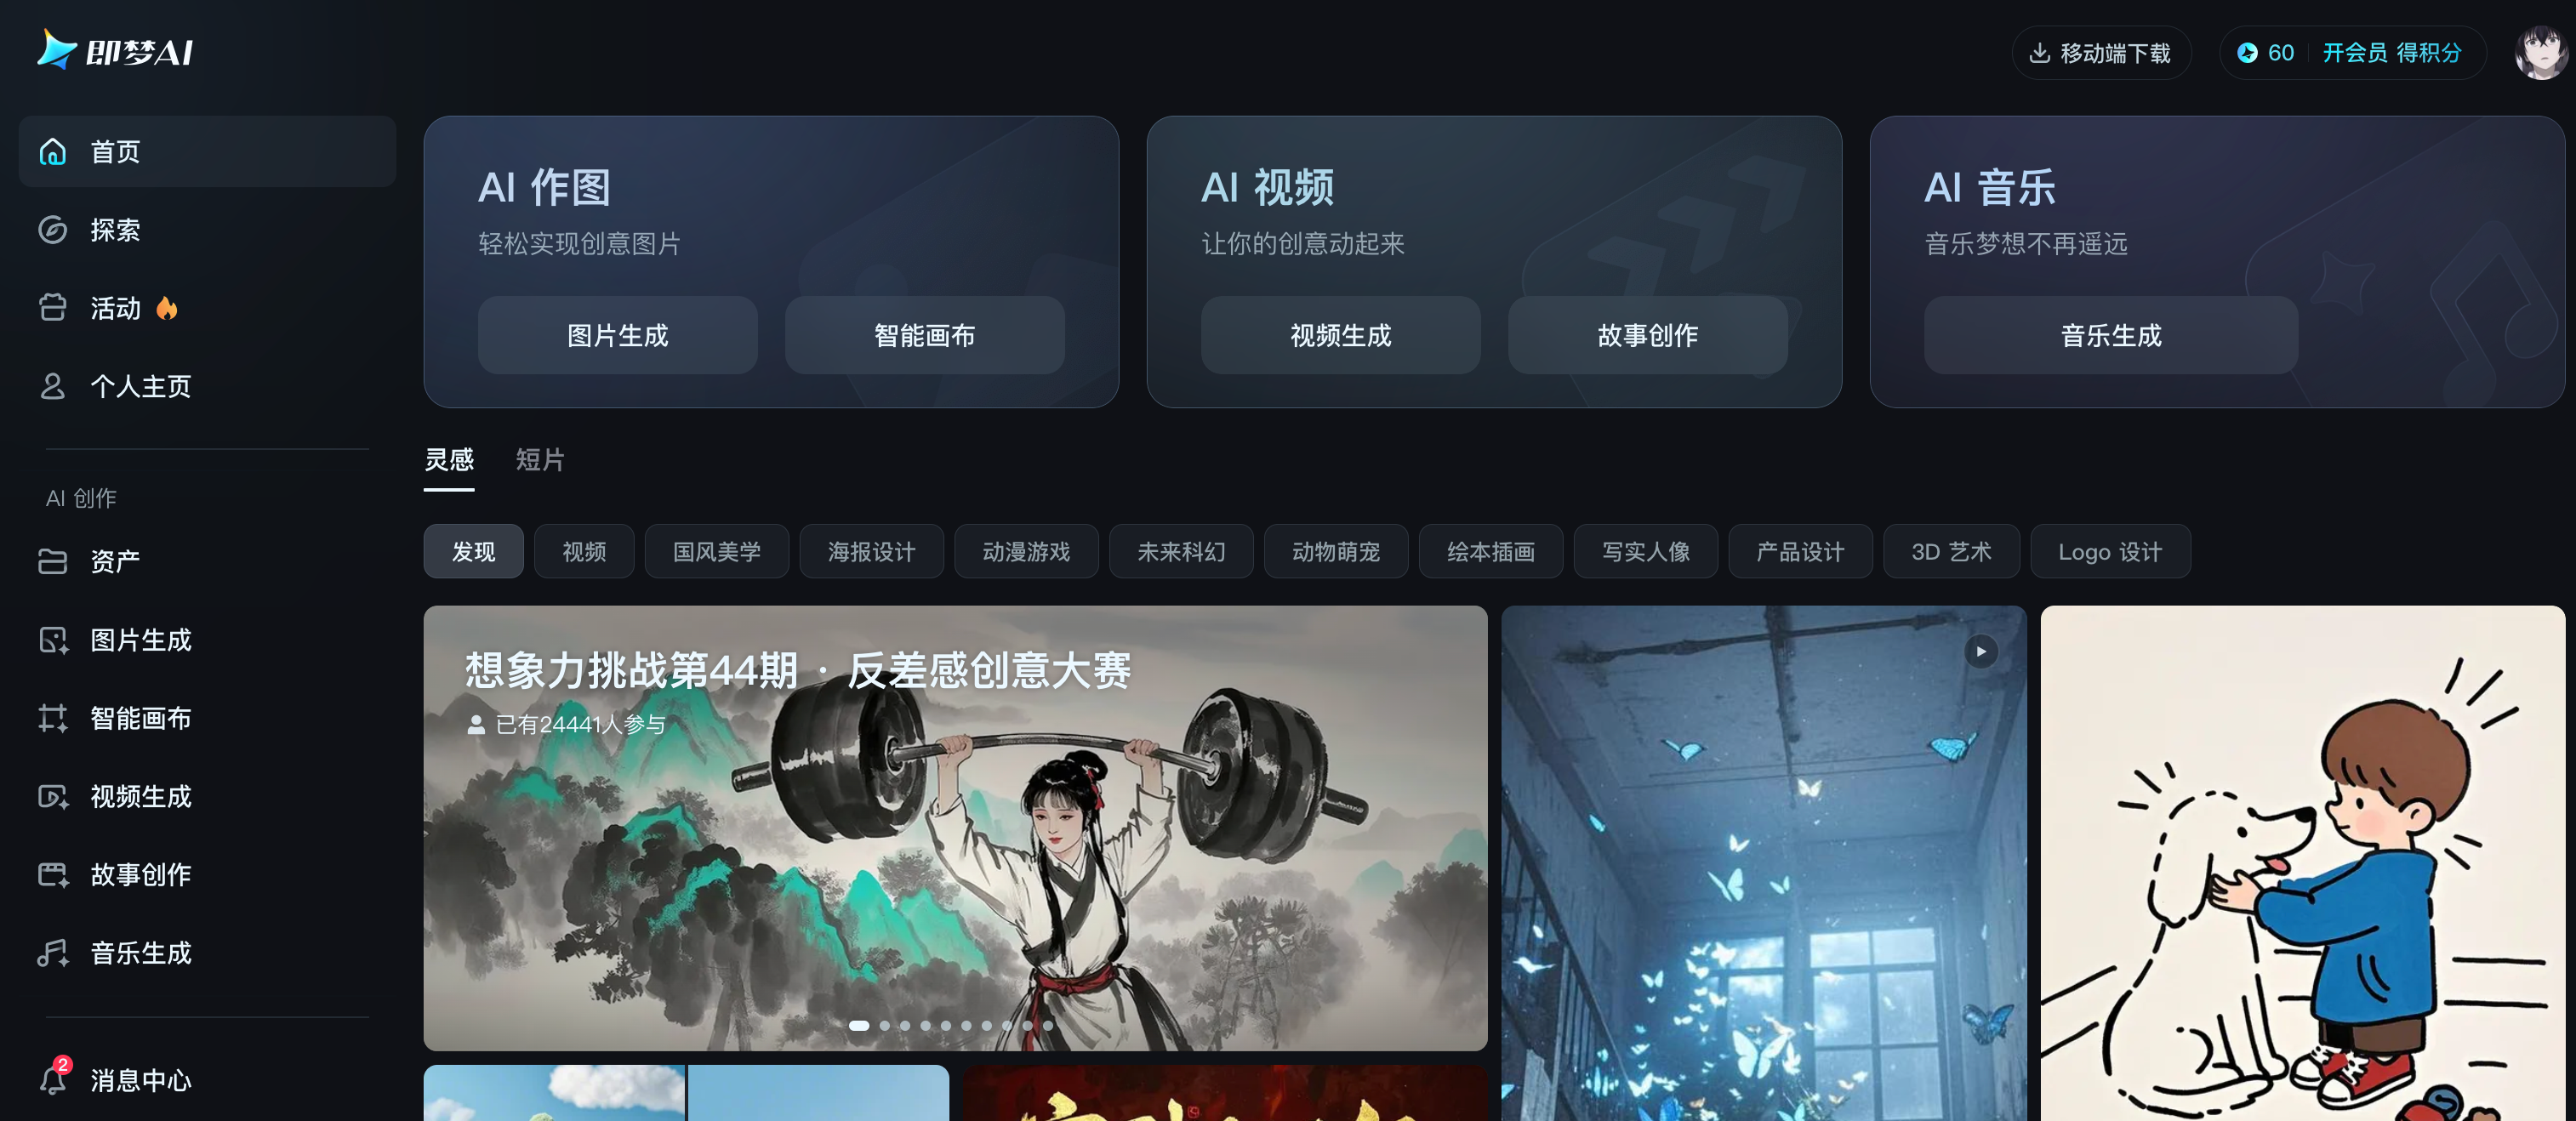 即梦AI
移动端下载
60
开会员 得积分
首页
探索
活动
个人主页
AI 创作
资产
图片生成
智能画布
视频生成
故事创作
音乐生成
2
消息中心
AI 作图
轻松实现创意图片
图片生成
智能画布
AI 视频
让你的创意动起来
视频生成
故事创作
AI 音乐
音乐梦想不再遥远
音乐生成
灵感
短片
发现
视频
国风美学
海报设计
动漫游戏
未来科幻
动物萌宠
绘本插画
写实人像
产品设计
3D 艺术
Logo 设计
想象力挑战第44期 · 反差感创意大赛
已有24441人参与